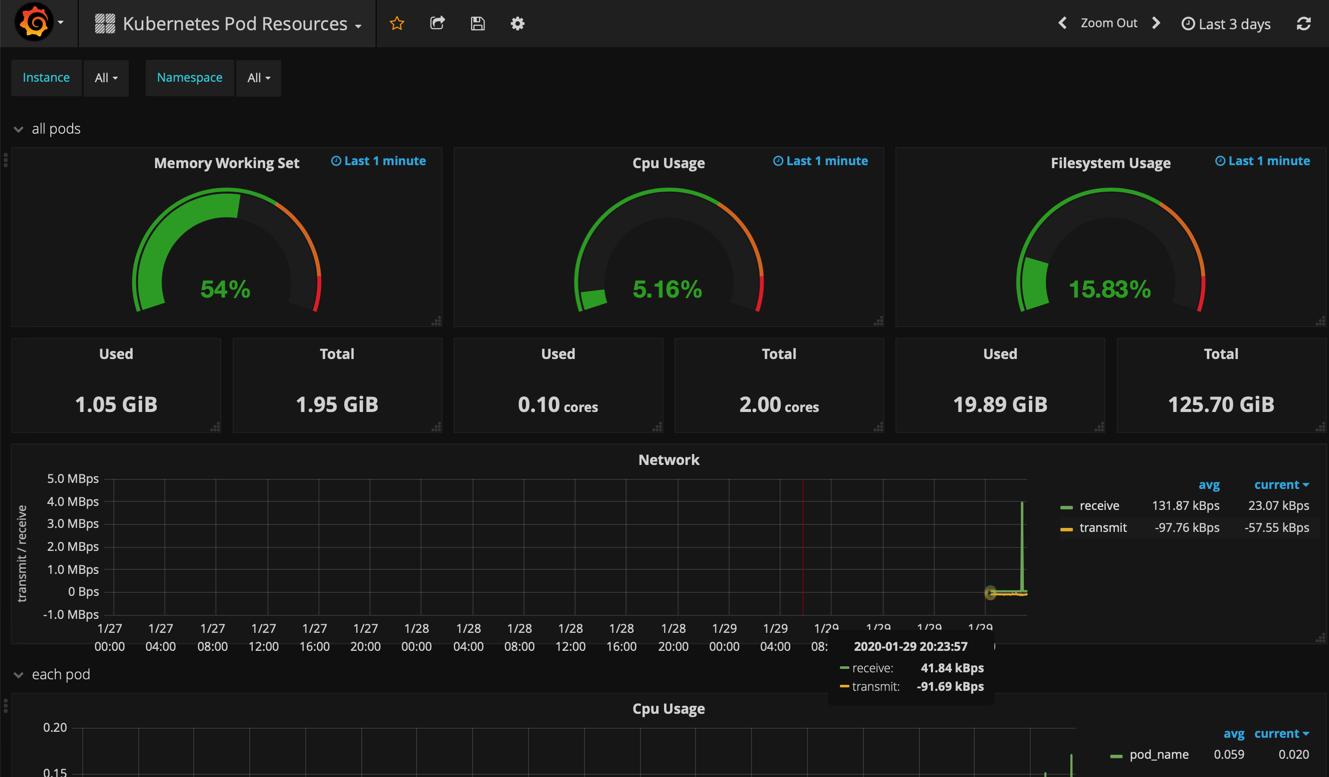 Kubernetes Pod Resources
Zoom Out
Last 3 days
Instance All Namespace All
all pods
Memory Working Set Last 1 minute
54%
Cpu Usage Last 1 minute
5.16%
Filesystem Usage Last 1 minute
15.83%
Used
1.05 GiB
Total
1.95 GiB
Used
0.10 cores
Total
2.00 cores
Used
19.89 GiB
Total
125.70 GiB
Network
transmit / receive
5.0 MBps
4.0 MBps
3.0 MBps
2.0 MBps
1.0 MBps
0 Bps
-1.0 MBps
1/27 1/27 1/27 1/27 1/27 1/27 1/28 1/28 1/28 1/28 1/28 1/28 1/29 1/29 1/29 1/29 1/29 1/29
00:00 04:00 08:00 12:00 16:00 20:00 00:00 04:00 08:00 12:00 16:00 20:00 00:00 04:00 08:
avg current
receive 131.87 kBps 23.07 kBps
transmit -97.76 kBps -57.55 kBps
2020-01-29 20:23:57
receive: 41.84 kBps
transmit: -91.69 kBps
each pod
Cpu Usage
0.20
0.15
avg current
pod_name 0.059 0.020